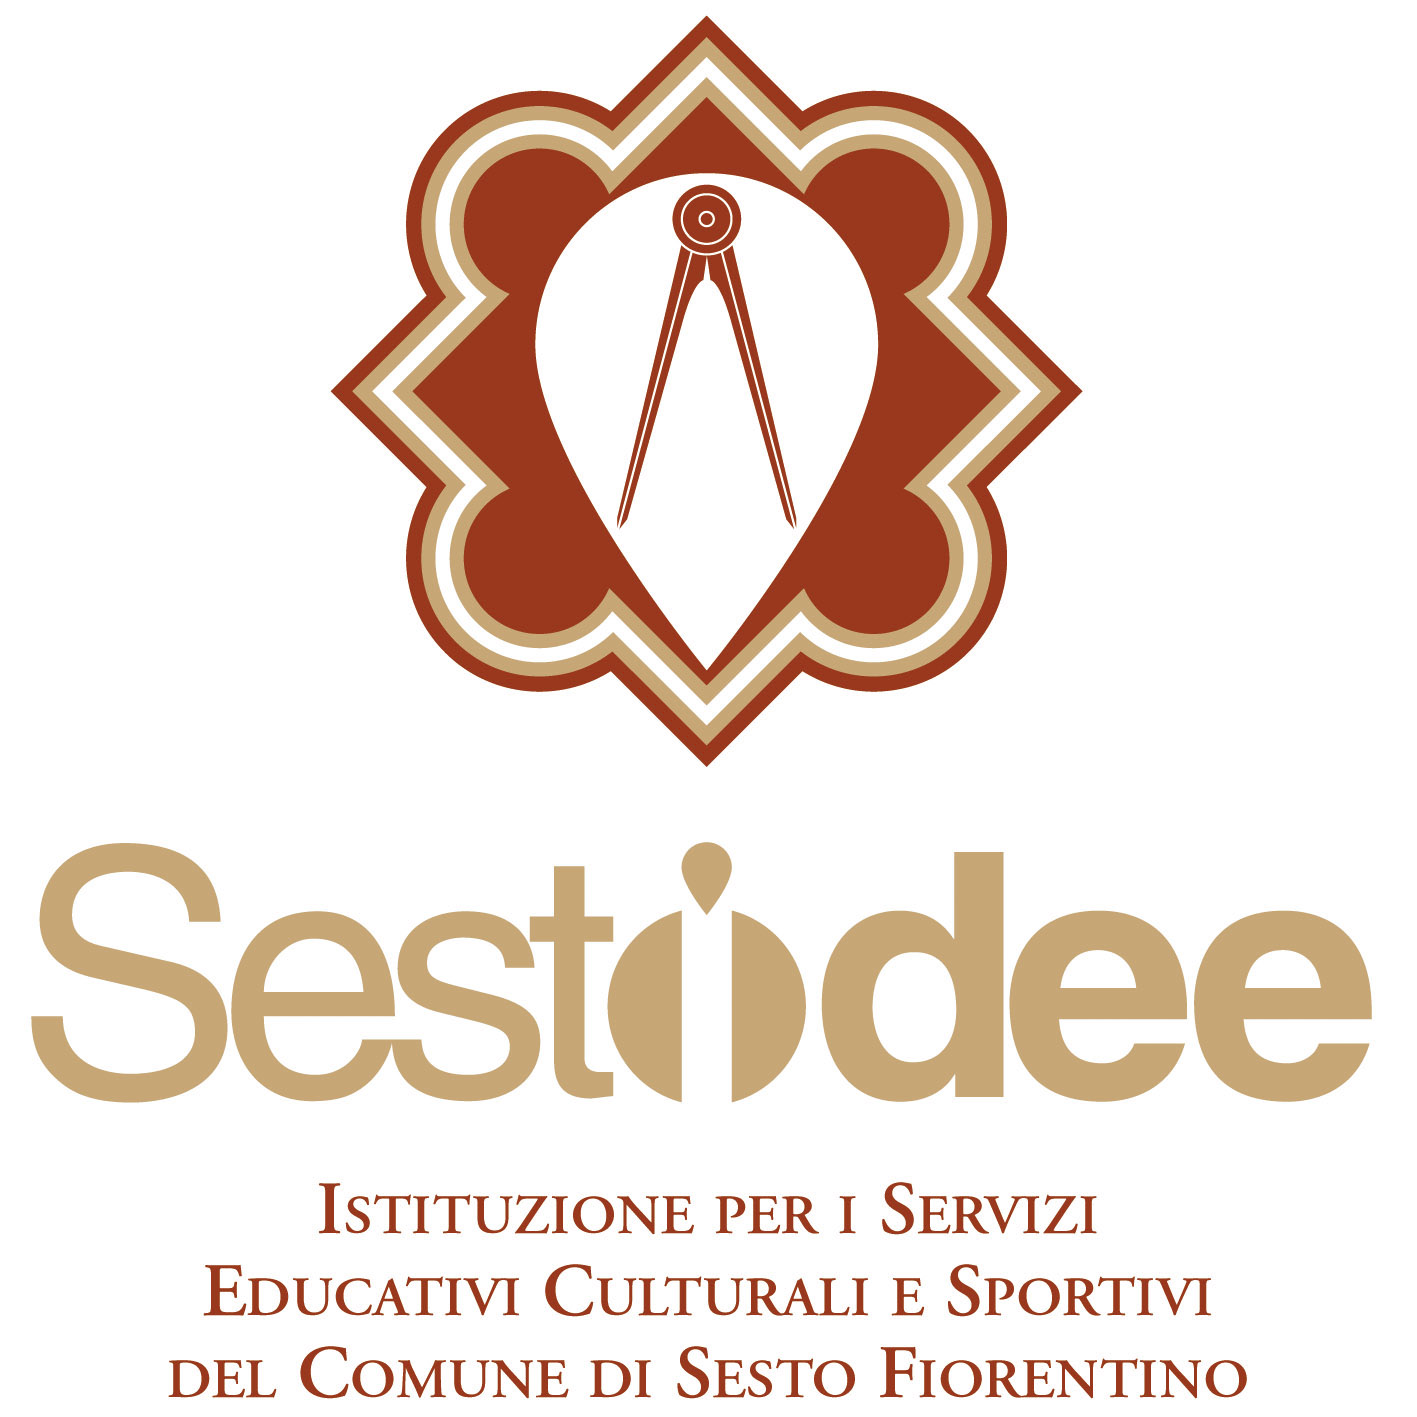 Sestidee
Istituzione per i Servizi
Educativi Culturali e Sportivi
del Comune di Sesto Fiorentino